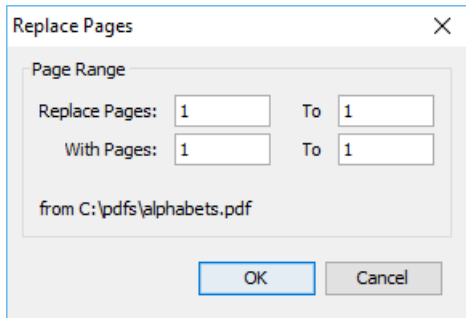 Replace Pages
Page Range
Replace Pages: 1 To 1
With Pages: 1 To 1
from C:\pdfs\alphabets.pdf
OK Cancel